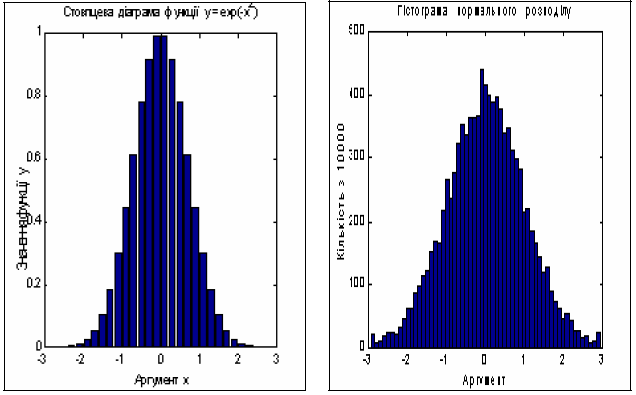 Стовпцева діаграма функції y=exp(-x²)
1
0.8
0.6
0.4
0.2
0
Значення функції y
-3 -2 -1 0 1 2 3
Аргумент x
Гістограма нормального розподілу
500
400
300
200
100
0
Кількість з 10000
-3 -2 -1 0 1 2 3
Аргумент